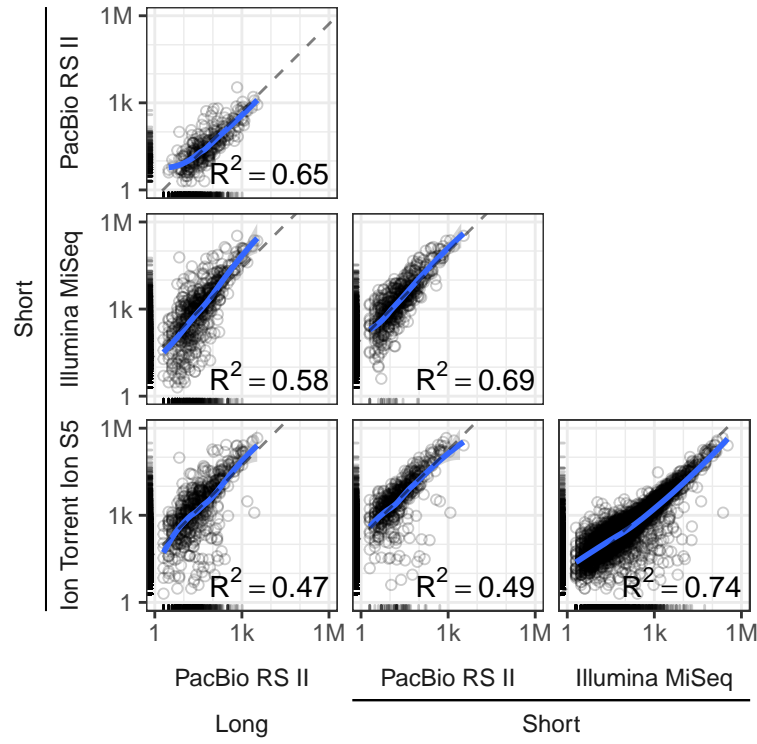 1M
1k
1
PacBio RS II
R² = 0.65
Short
1M
1k
1
Illumina MiSeq
R² = 0.58
R² = 0.69
1M
1k
1
Ion Torrent Ion S5
R² = 0.47
R² = 0.49
R² = 0.74
1 1k 1M 1 1k 1M 1 1k 1M
PacBio RS II PacBio RS II Illumina MiSeq
Long Short